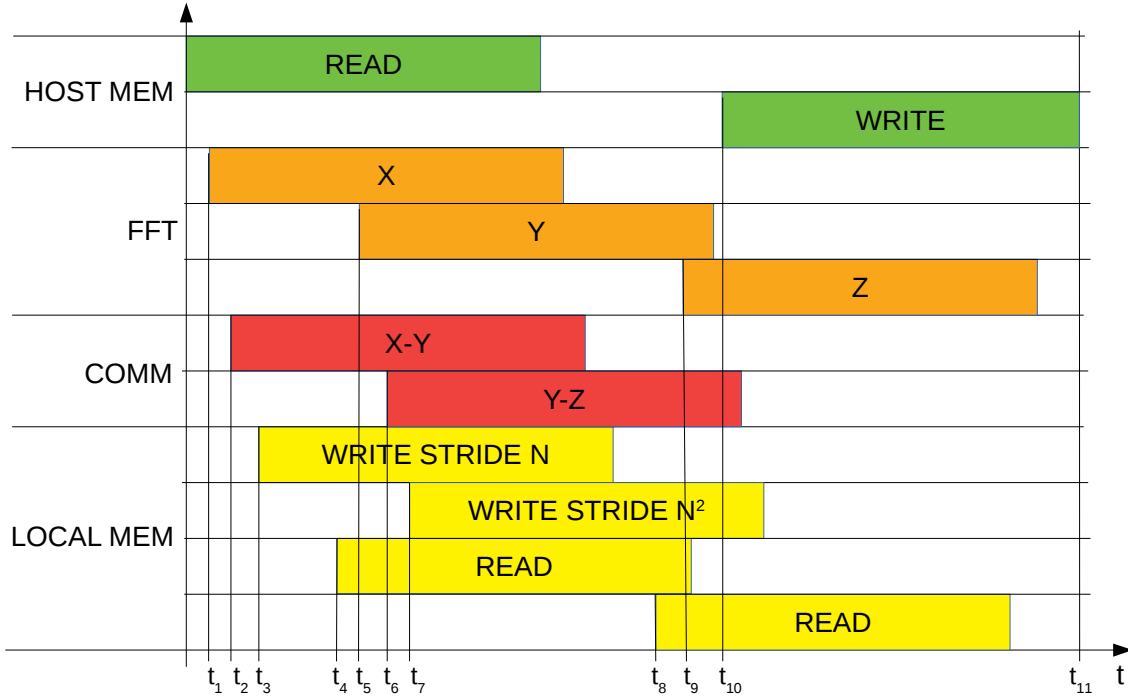 READ
HOST MEM
WRITE
X
FFT
Y
Z
X-Y
COMM
Y-Z
WRITE STRIDE N
WRITE STRIDE N²
LOCAL MEM
READ
READ
t₁ t₂ t₃ t₄ t₅ t₆ t₇ t₈ t₉ t₁₀ t₁₁ t